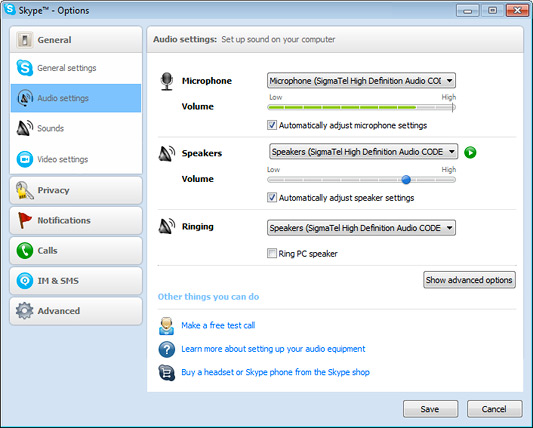 Skype™ - Options
General
General settings
Audio settings
Sounds
Video settings
Privacy
Notifications
Calls
IM & SMS
Advanced
Audio settings: Set up sound on your computer
Microphone
Microphone (SigmaTel High Definition Audio CODE
Volume
Low High
Automatically adjust microphone settings
Speakers
Speakers (SigmaTel High Definition Audio CODE
Volume
Low High
Automatically adjust speaker settings
Ringing
Speakers (SigmaTel High Definition Audio CODE
Ring PC speaker
Show advanced options
Other things you can do
Make a free test call
Learn more about setting up your audio equipment
Buy a headset or Skype phone from the Skype shop
Save Cancel